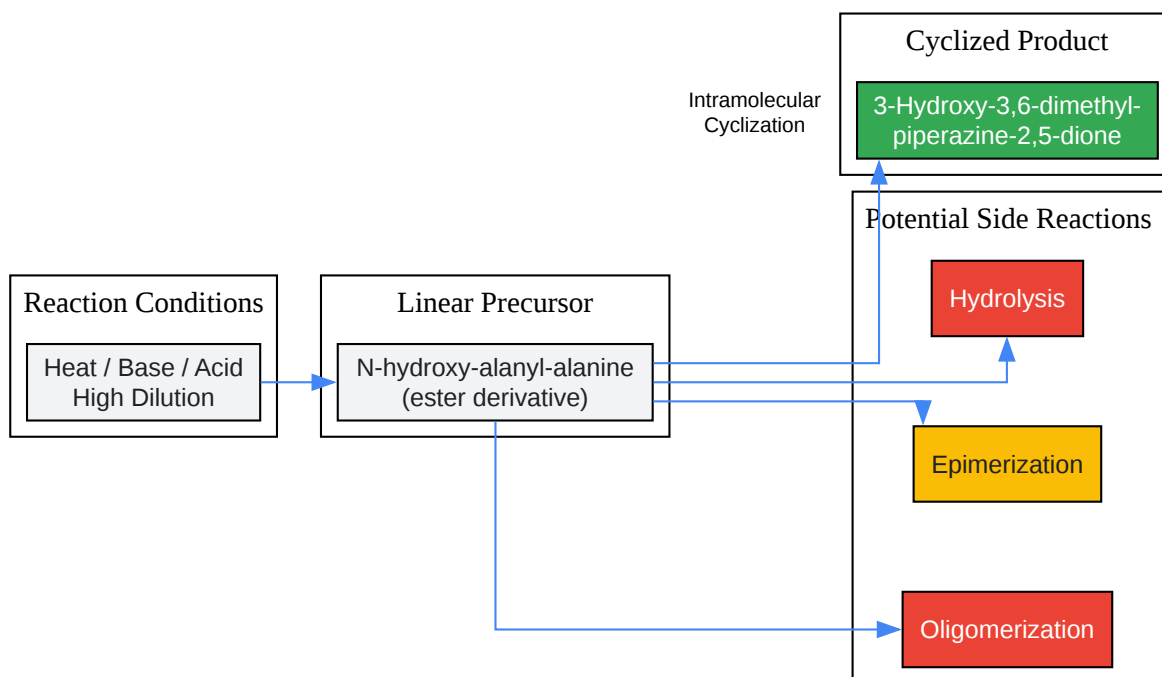 Cyclized Product
3-Hydroxy-3,6-dimethyl-
piperazine-2,5-dione
Intramolecular
Cyclization
Potential Side Reactions
Hydrolysis
Reaction Conditions
Heat / Base / Acid
High Dilution
Linear Precursor
N-hydroxy-alanyl-alanine
(ester derivative)
Epimerization
Oligomerization